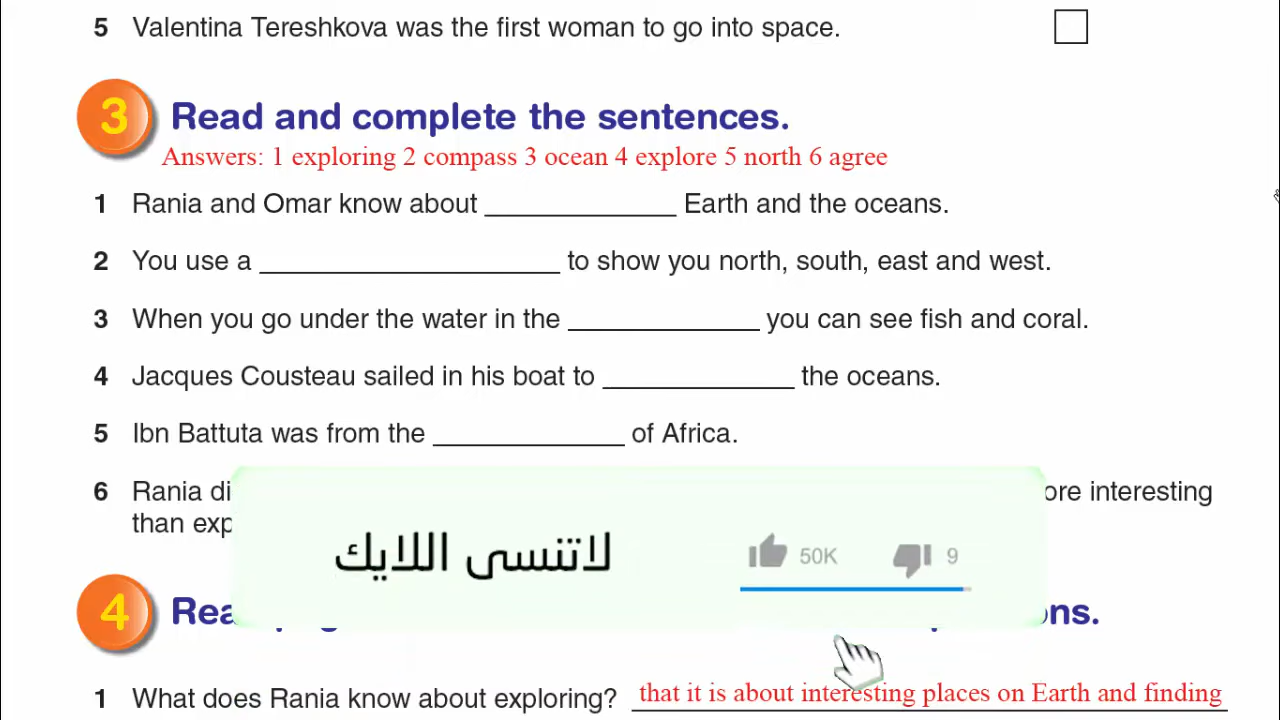 5 Valentina Tereshkova was the first woman to go into space.
3 Read and complete the sentences.
Answers: 1 exploring 2 compass 3 ocean 4 explore 5 north 6 agree
1 Rania and Omar know about _____________ Earth and the oceans.
2 You use a ____________________ to show you north, south, east and west.
3 When you go under the water in the _____________ you can see fish and coral.
4 Jacques Cousteau sailed in his boat to _____________ the oceans.
5 Ibn Battuta was from the _____________ of Africa.
6 Rania interesting
than
لاتنسى اللايك 50K 9
4
1 What does Rania know about exploring? that it is about interesting places on Earth and finding